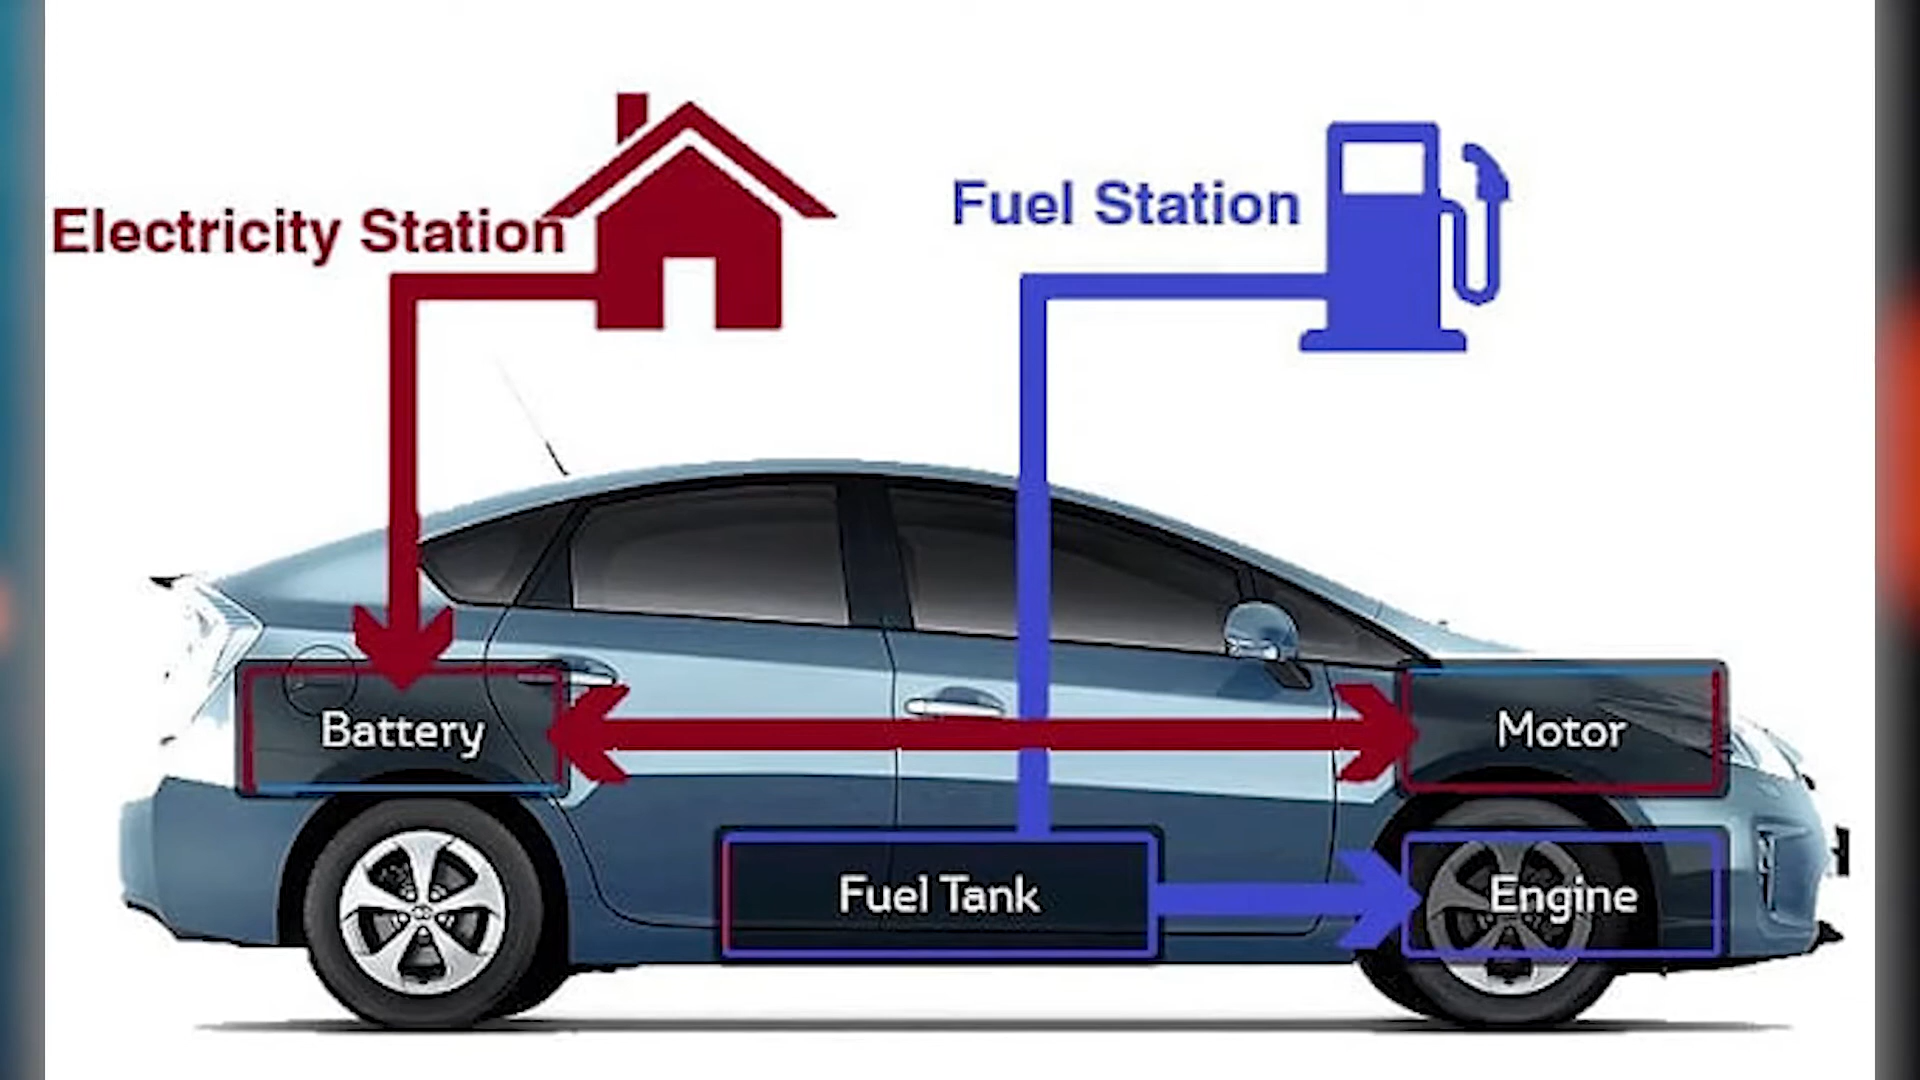 Electricity Station
Fuel Station
Battery
Motor
Fuel Tank
Engine